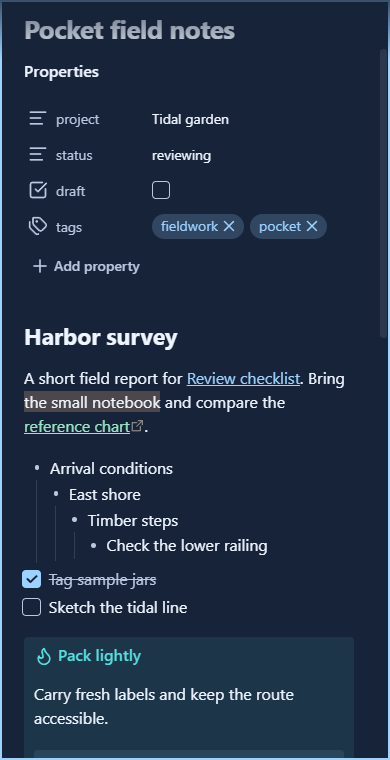 Pocket field notes
Properties
project Tidal garden
status reviewing
draft
tags fieldwork pocket
Add property
Harbor survey
A short field report for Review checklist. Bring
the small notebook and compare the
reference chart.
Arrival conditions
East shore
Timber steps
Check the lower railing
Tag sample jars
Sketch the tidal line
Pack lightly
Carry fresh labels and keep the route
accessible.